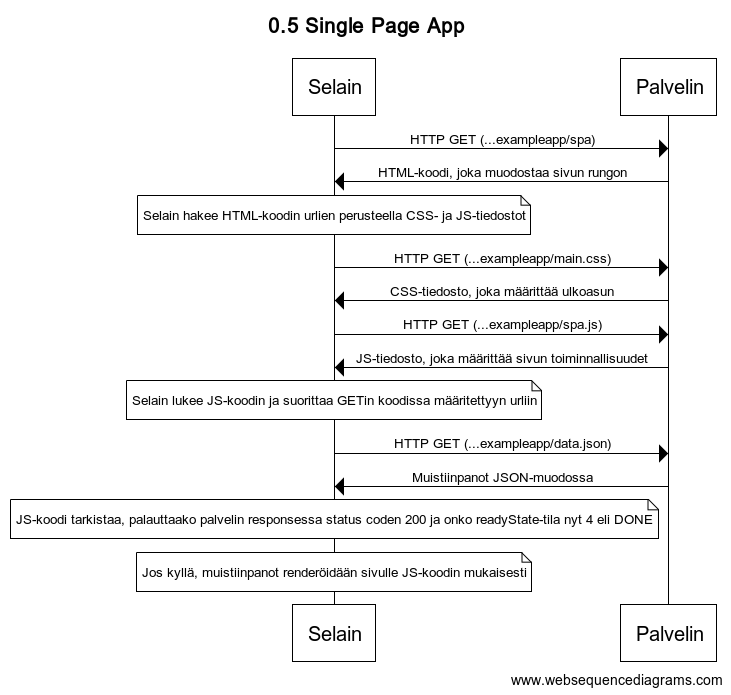 0.5 Single Page App
Selain
Palvelin
HTTP GET (...exampleapp/spa)
HTML-koodi, joka muodostaa sivun rungon
Selain hakee HTML-koodin urlien perusteella CSS- ja JS-tiedostot
HTTP GET (...exampleapp/main.css)
CSS-tiedosto, joka määrittää ulkoasun
HTTP GET (...exampleapp/spa.js)
JS-tiedosto, joka määrittää sivun toiminnallisuudet
Selain lukee JS-koodin ja suorittaa GETin koodissa määritettyyn urliin
HTTP GET (...exampleapp/data.json)
Muistiinpanot JSON-muodossa
JS-koodi tarkistaa, palauttaako palvelin responsessa status coden 200 ja onko readyState-tila nyt 4 eli DONE
Jos kyllä, muistiinpanot renderöidään sivulle JS-koodin mukaisesti
Selain
Palvelin
www.websequencediagrams.com